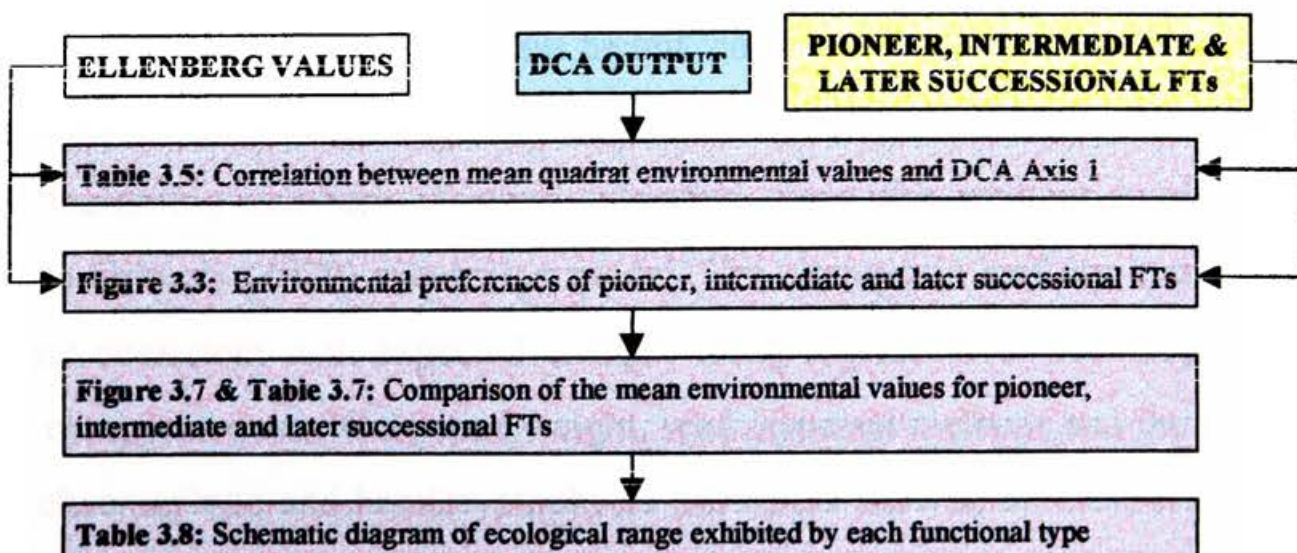 ELLENBERG VALUES
DCA OUTPUT
PIONEER, INTERMEDIATE &
LATER SUCCESSIONAL FTs
Table 3.5: Correlation between mean quadrat environmental values and DCA Axis 1
Figure 3.3: Environmental preferences of pioneer, intermediate and later successional FTs
Figure 3.7 & Table 3.7: Comparison of the mean environmental values for pioneer,
intermediate and later successional FTs
Table 3.8: Schematic diagram of ecological range exhibited by each functional type